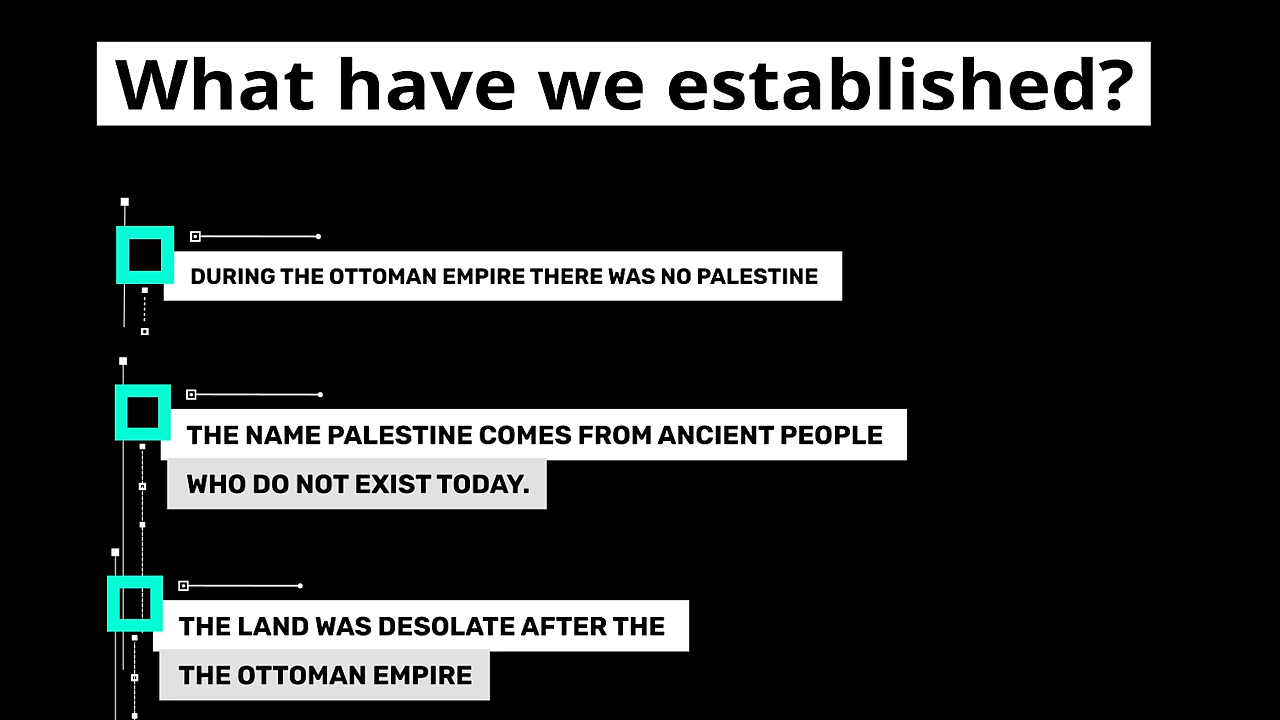 What have we established?
DURING THE OTTOMAN EMPIRE THERE WAS NO PALESTINE
THE NAME PALESTINE COMES FROM ANCIENT PEOPLE
WHO DO NOT EXIST TODAY.
THE LAND WAS DESOLATE AFTER THE
THE OTTOMAN EMPIRE